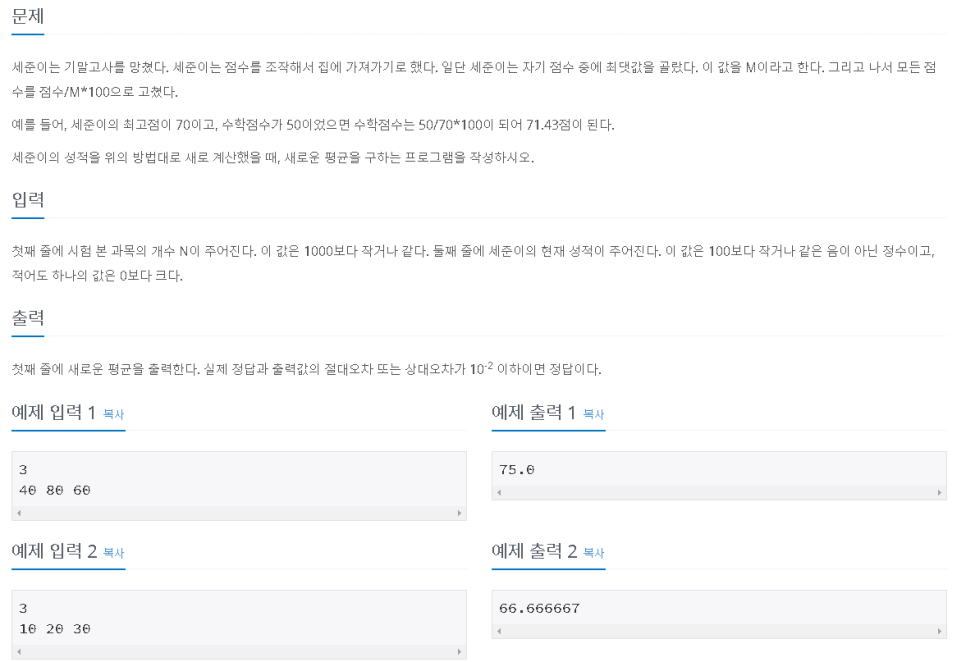 문제
세준이는 기말고사를 망쳤다. 세준이는 점수를 조작해서 집에 가져가기로 했다. 일단 세준이는 자기 점수 중에 최댓값을 골랐다. 이 값을 M이라고 한다. 그리고 나서 모든 점
수를 점수/M*100으로 고쳤다.
예를 들어, 세준이의 최고점이 70이고, 수학점수가 50이었으면 수학점수는 50/70*100이 되어 71.43점이 된다.
세준이의 성적을 위의 방법대로 새로 계산했을 때, 새로운 평균을 구하는 프로그램을 작성하시오.
입력
첫째 줄에 시험 본 과목의 개수 N이 주어진다. 이 값은 1000보다 작거나 같다. 둘째 줄에 세준이의 현재 성적이 주어진다. 이 값은 100보다 작거나 같은 음이 아닌 정수이고,
적어도 하나의 값은 0보다 크다.
출력
첫째 줄에 새로운 평균을 출력한다. 실제 정답과 출력값의 절대오차 또는 상대오차가 10⁻² 이하이면 정답이다.
예제 입력 1 복사
3
40 80 60
예제 출력 1 복사
75.0
예제 입력 2 복사
3
10 20 30
예제 출력 2 복사
66.666667